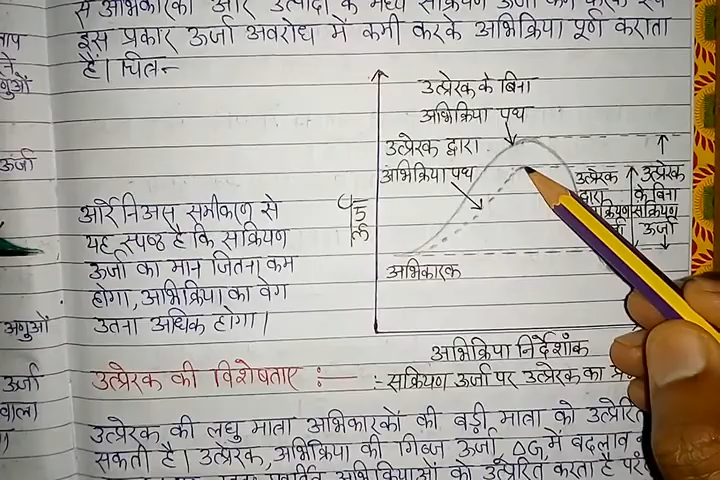 से अभिकारकों और उत्पादों के मध्य सक्रियण ऊर्जा कम करके
इस प्रकार ऊर्जा अवरोध में कमी करके अभिक्रिया पूर्ण कराता
है। चित्र-
उत्प्रेरक के बिना
अभिक्रिया पथ
उत्प्रेरक द्वारा
अभिक्रिया पथ
उत्प्रेरक
द्वारा
उत्प्रेरक
के बिना
सक्रियण
ऊर्जा
अभिकारक
अभिक्रिया निर्देशांक
:- सक्रियण ऊर्जा पर उत्प्रेरक का
आर्रेनिअस समीकरण से
यह स्पष्ट है कि सक्रियण
ऊर्जा का मान जितना कम
होगा, अभिक्रिया का वेग
उतना अधिक होगा।
उत्प्रेरक की विशेषताए :—
उत्प्रेरक की लघु मात्रा अभिकारकों की बड़ी मात्रा को उत्प्रेरित
सकती है। उत्प्रेरक, अभिक्रिया की गिब्ज ऊर्जा, ΔG में बदलाव
अभिक्रियाओं को उत्प्रेरित करता है
णुओं
ऊर्जा
अणुओं
ऊर्जा
वाला